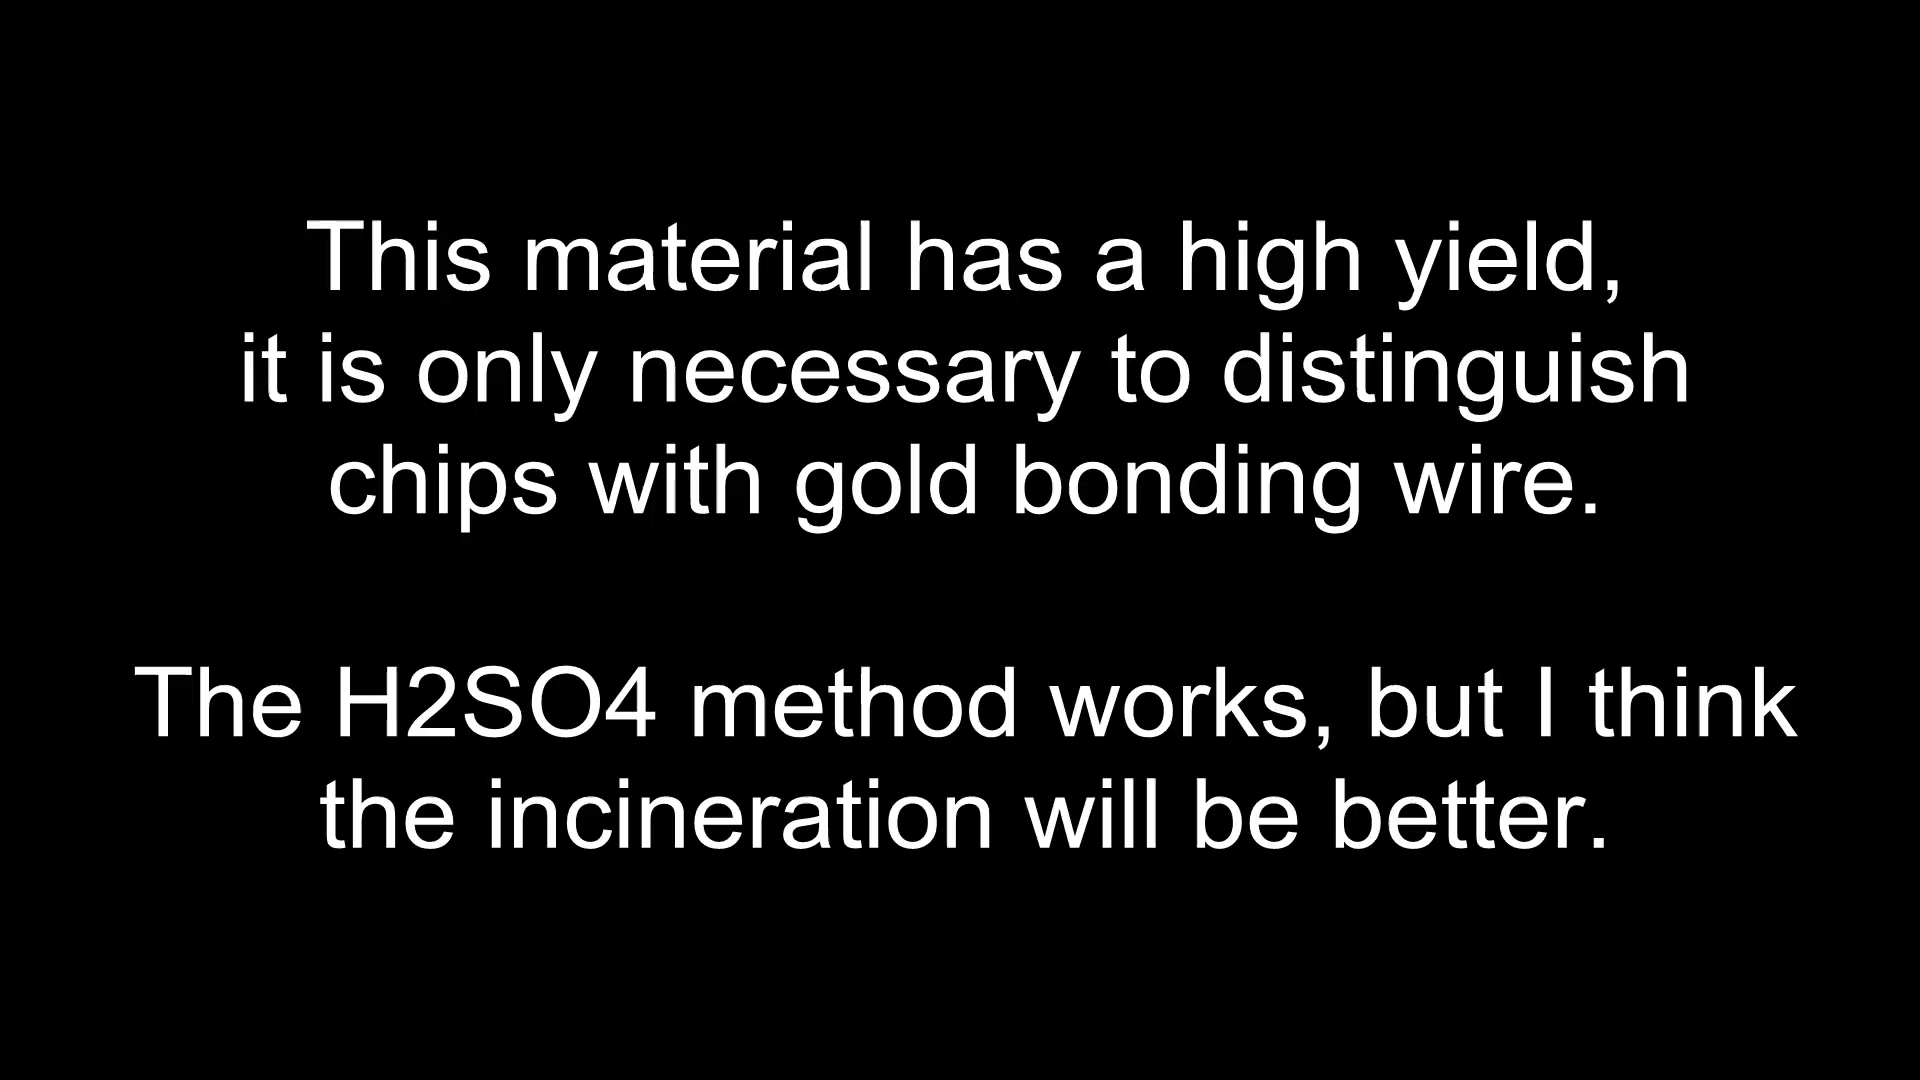 This material has a high yield,
it is only necessary to distinguish
chips with gold bonding wire.
The H2SO4 method works, but I think
the incineration will be better.